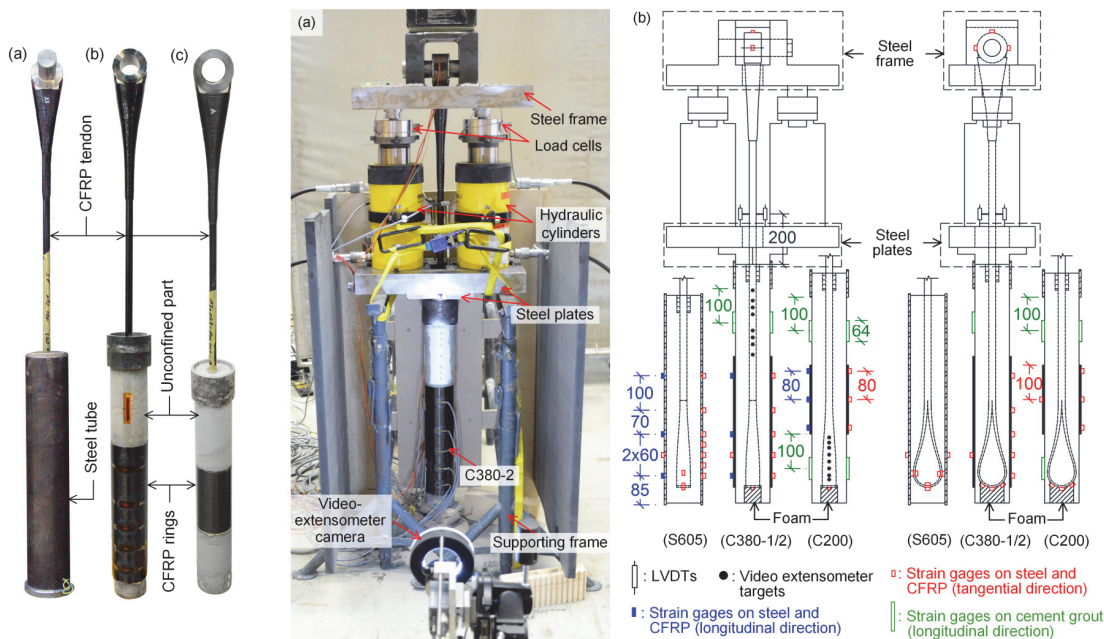 (a)
(b)
(c)
CFRP tendon
Unconfined part
Steel tube
CFRP rings
(a)
Steel frame
Load cells
Hydraulic
cylinders
Steel plates
C380-2
Video-
extensometer
camera
Supporting frame
(b)
Steel
frame
200
Steel
plates
100
100
64
100
80
80
100
100
70
2x60
85
100
Foam
Foam
(S605)
(C380-1/2)
(C200)
(S605)
(C380-1/2)
(C200)
: LVDTs
: Video extensometer
targets
: Strain gages on steel and
CFRP (tangential direction)
: Strain gages on steel and
CFRP (longitudinal direction)
: Strain gages on cement grout
(longitudinal direction)